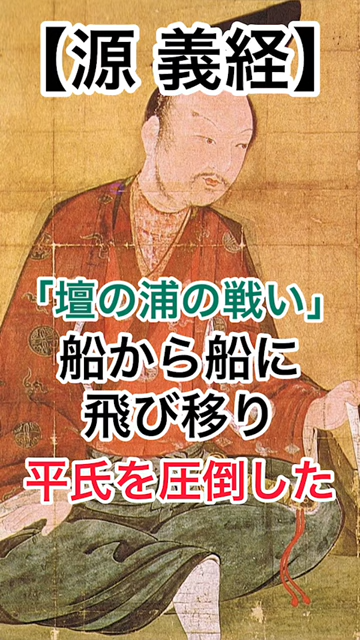 【源 義経】
「壇の浦の戦い」
船から船に
飛び移り
平氏を圧倒した